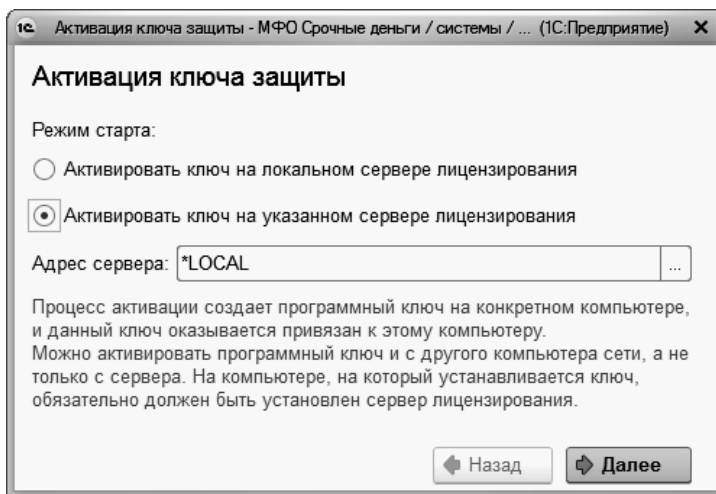 1С Активация ключа защиты - МФО Срочные деньги / системы / ... (1С:Предприятие)
Активация ключа защиты
Режим старта:
Активировать ключ на локальном сервере лицензирования
Активировать ключ на указанном сервере лицензирования
Адрес сервера: *LOCAL ...
Процесс активации создает программный ключ на конкретном компьютере,
и данный ключ оказывается привязан к этому компьютеру.
Можно активировать программный ключ и с другого компьютера сети, а не
только с сервера. На компьютере, на который устанавливается ключ,
обязательно должен быть установлен сервер лицензирования.
Назад Далее